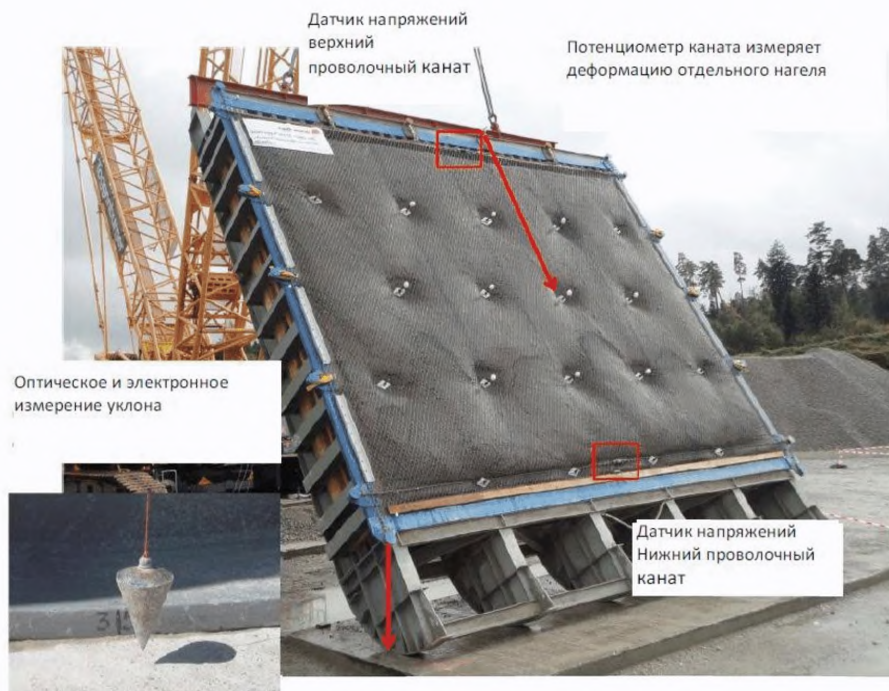 Датчик напряжений
верхний
проволочный канат
Потенциометр каната измеряет
деформацию отдельного нагеля
Оптическое и электронное
измерение уклона
Датчик напряжений
Нижний проволочный
канат